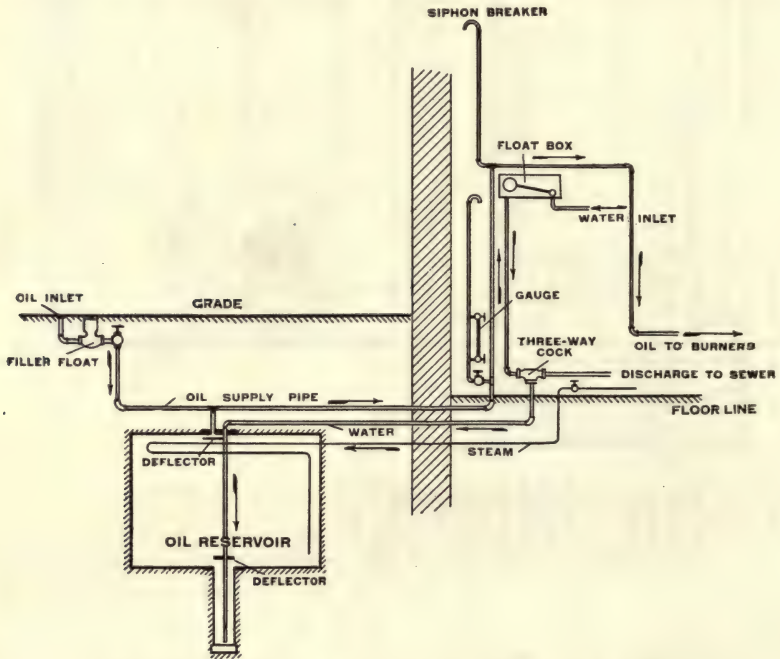 SIPHON BREAKER
FLOAT BOX
WATER INLET
OIL INLET
GRADE
GAUGE
FILLER FLOAT
OIL TO BURNERS
THREE-WAY
COCK
DISCHARGE TO SEWER
OIL SUPPLY PIPE
FLOOR LINE
WATER
STEAM
DEFLECTOR
OIL RESERVOIR
DEFLECTOR